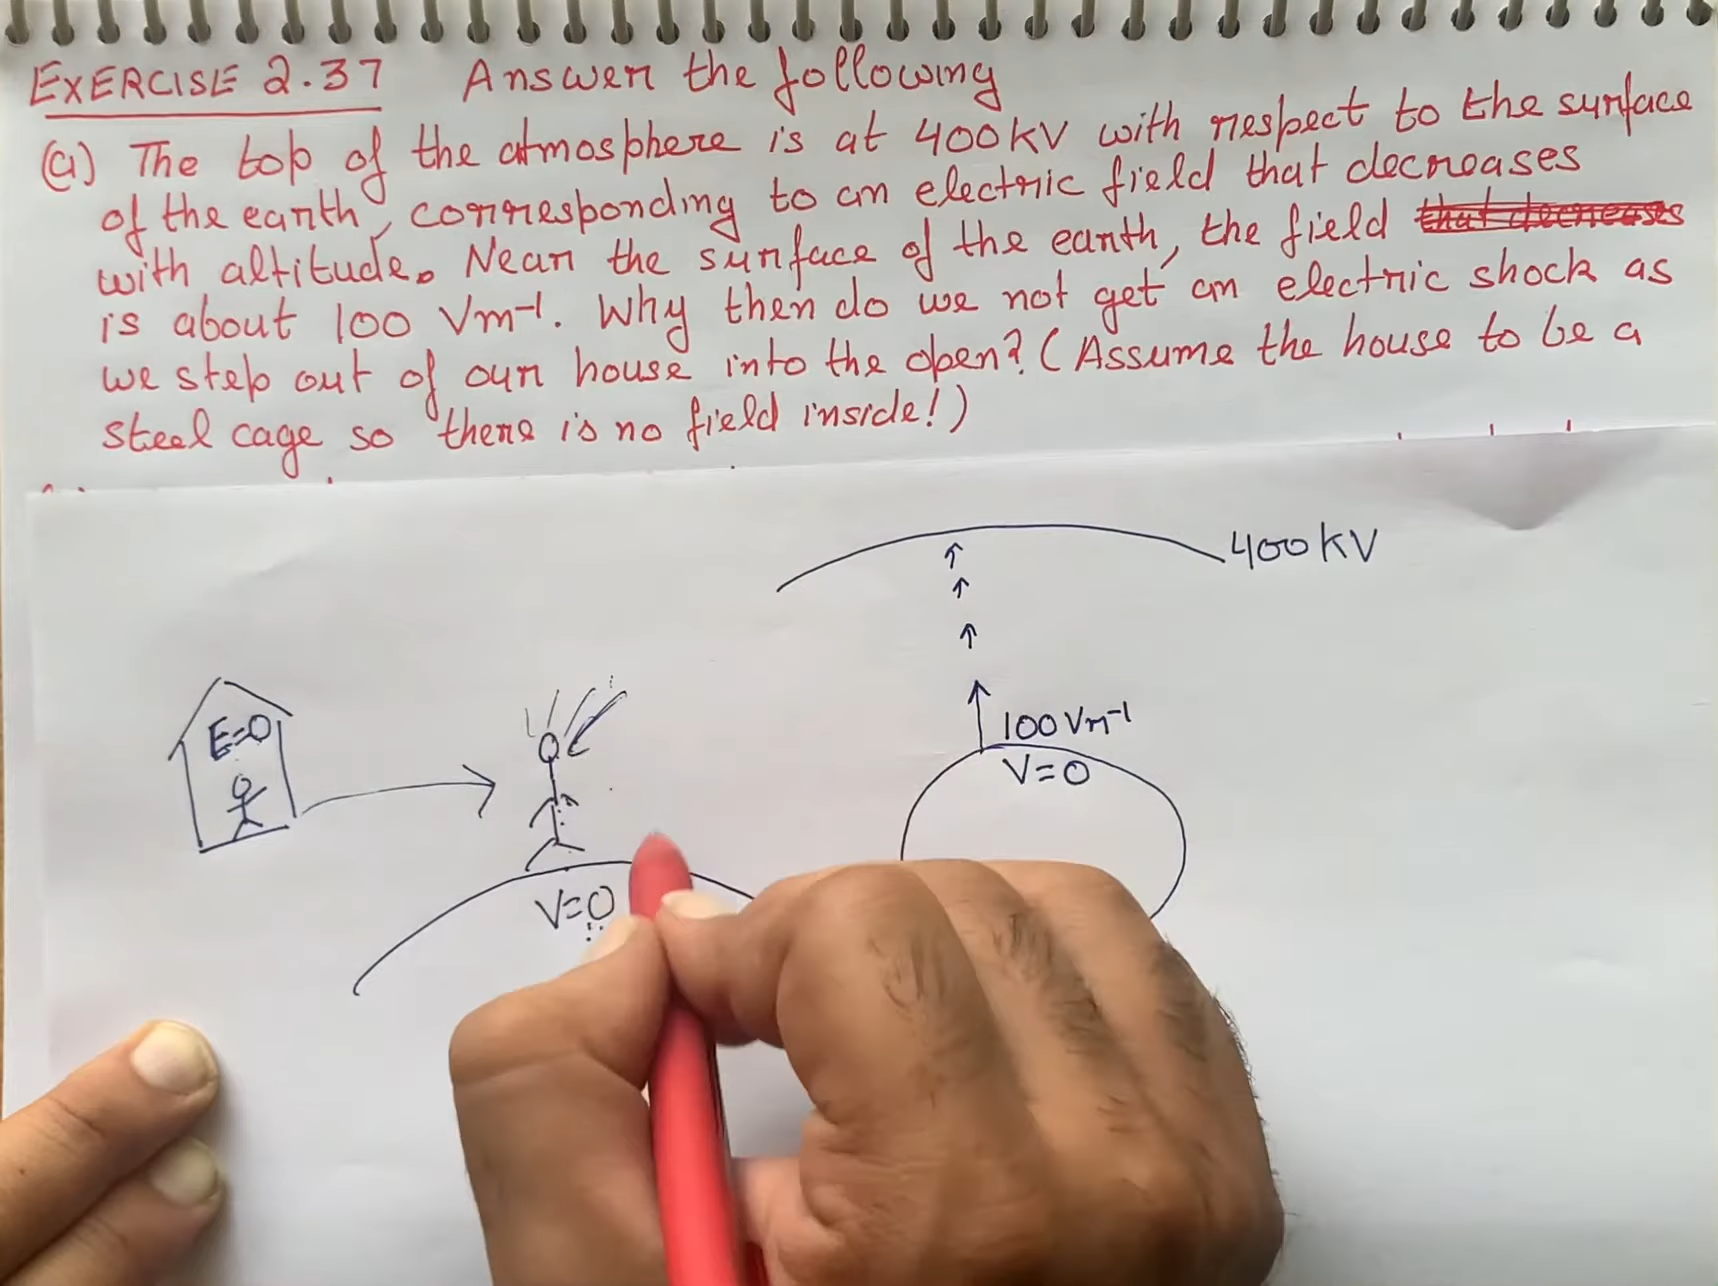 EXERCISE 2.37 Answer the following
(a) The top of the atmosphere is at 400kV with respect to the surface
of the earth, corresponding to an electric field that decreases
with altitude. Near the surface of the earth, the field that decreases
is about 100 Vm⁻¹. Why then do we not get an electric shock as
we step out of our house into the open? (Assume the house to be a
steel cage so there is no field inside!)
400kV
E=0
100Vm⁻¹
V=0
V=0